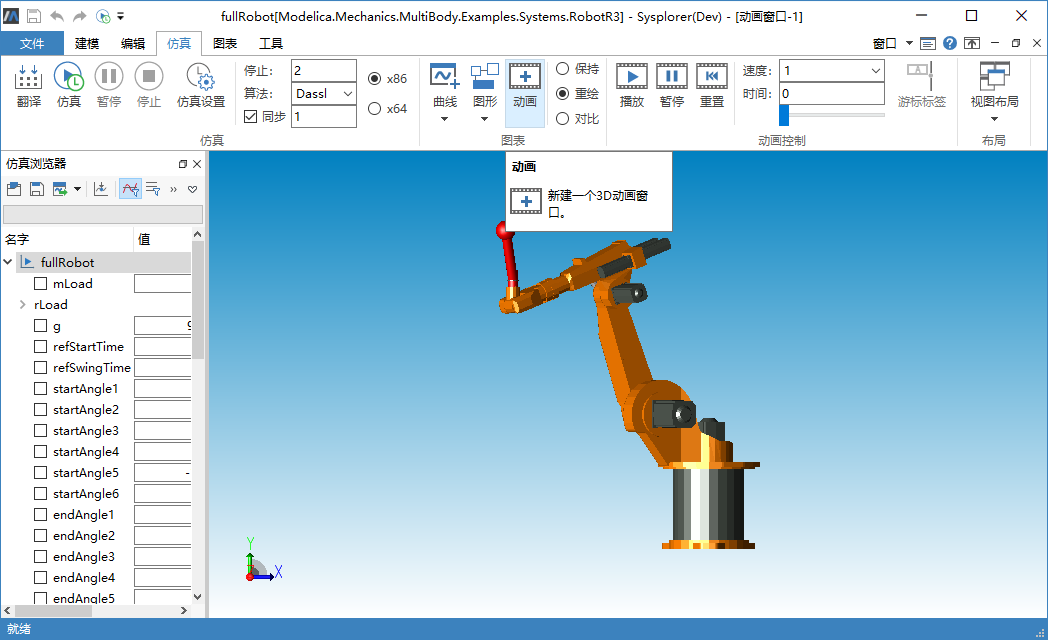 fullRobot[Modelica.Mechanics.MultiBody.Examples.Systems.RobotR3] - Sysplorer(Dev) - [动画窗口-1]
文件 建模 编辑 仿真 图表 工具 窗口
翻译 仿真 暂停 停止 仿真设置
停止: 2
算法: Dassl
同步 1
x86
x64
仿真
曲线 图形 动画
保持
重绘
对比
图表
播放 暂停 重置
速度: 1
时间: 0
动画控制
A
游标标签
视图布局
布局
仿真浏览器
动画
新建一个3D动画窗
口。
名字 值
fullRobot
mLoad
rLoad
g
refStartTime
refSwingTime
startAngle1
startAngle2
startAngle3
startAngle4
startAngle5 -
startAngle6
endAngle1
endAngle2
endAngle3
endAngle4
endAngle5
Y
X
就绪